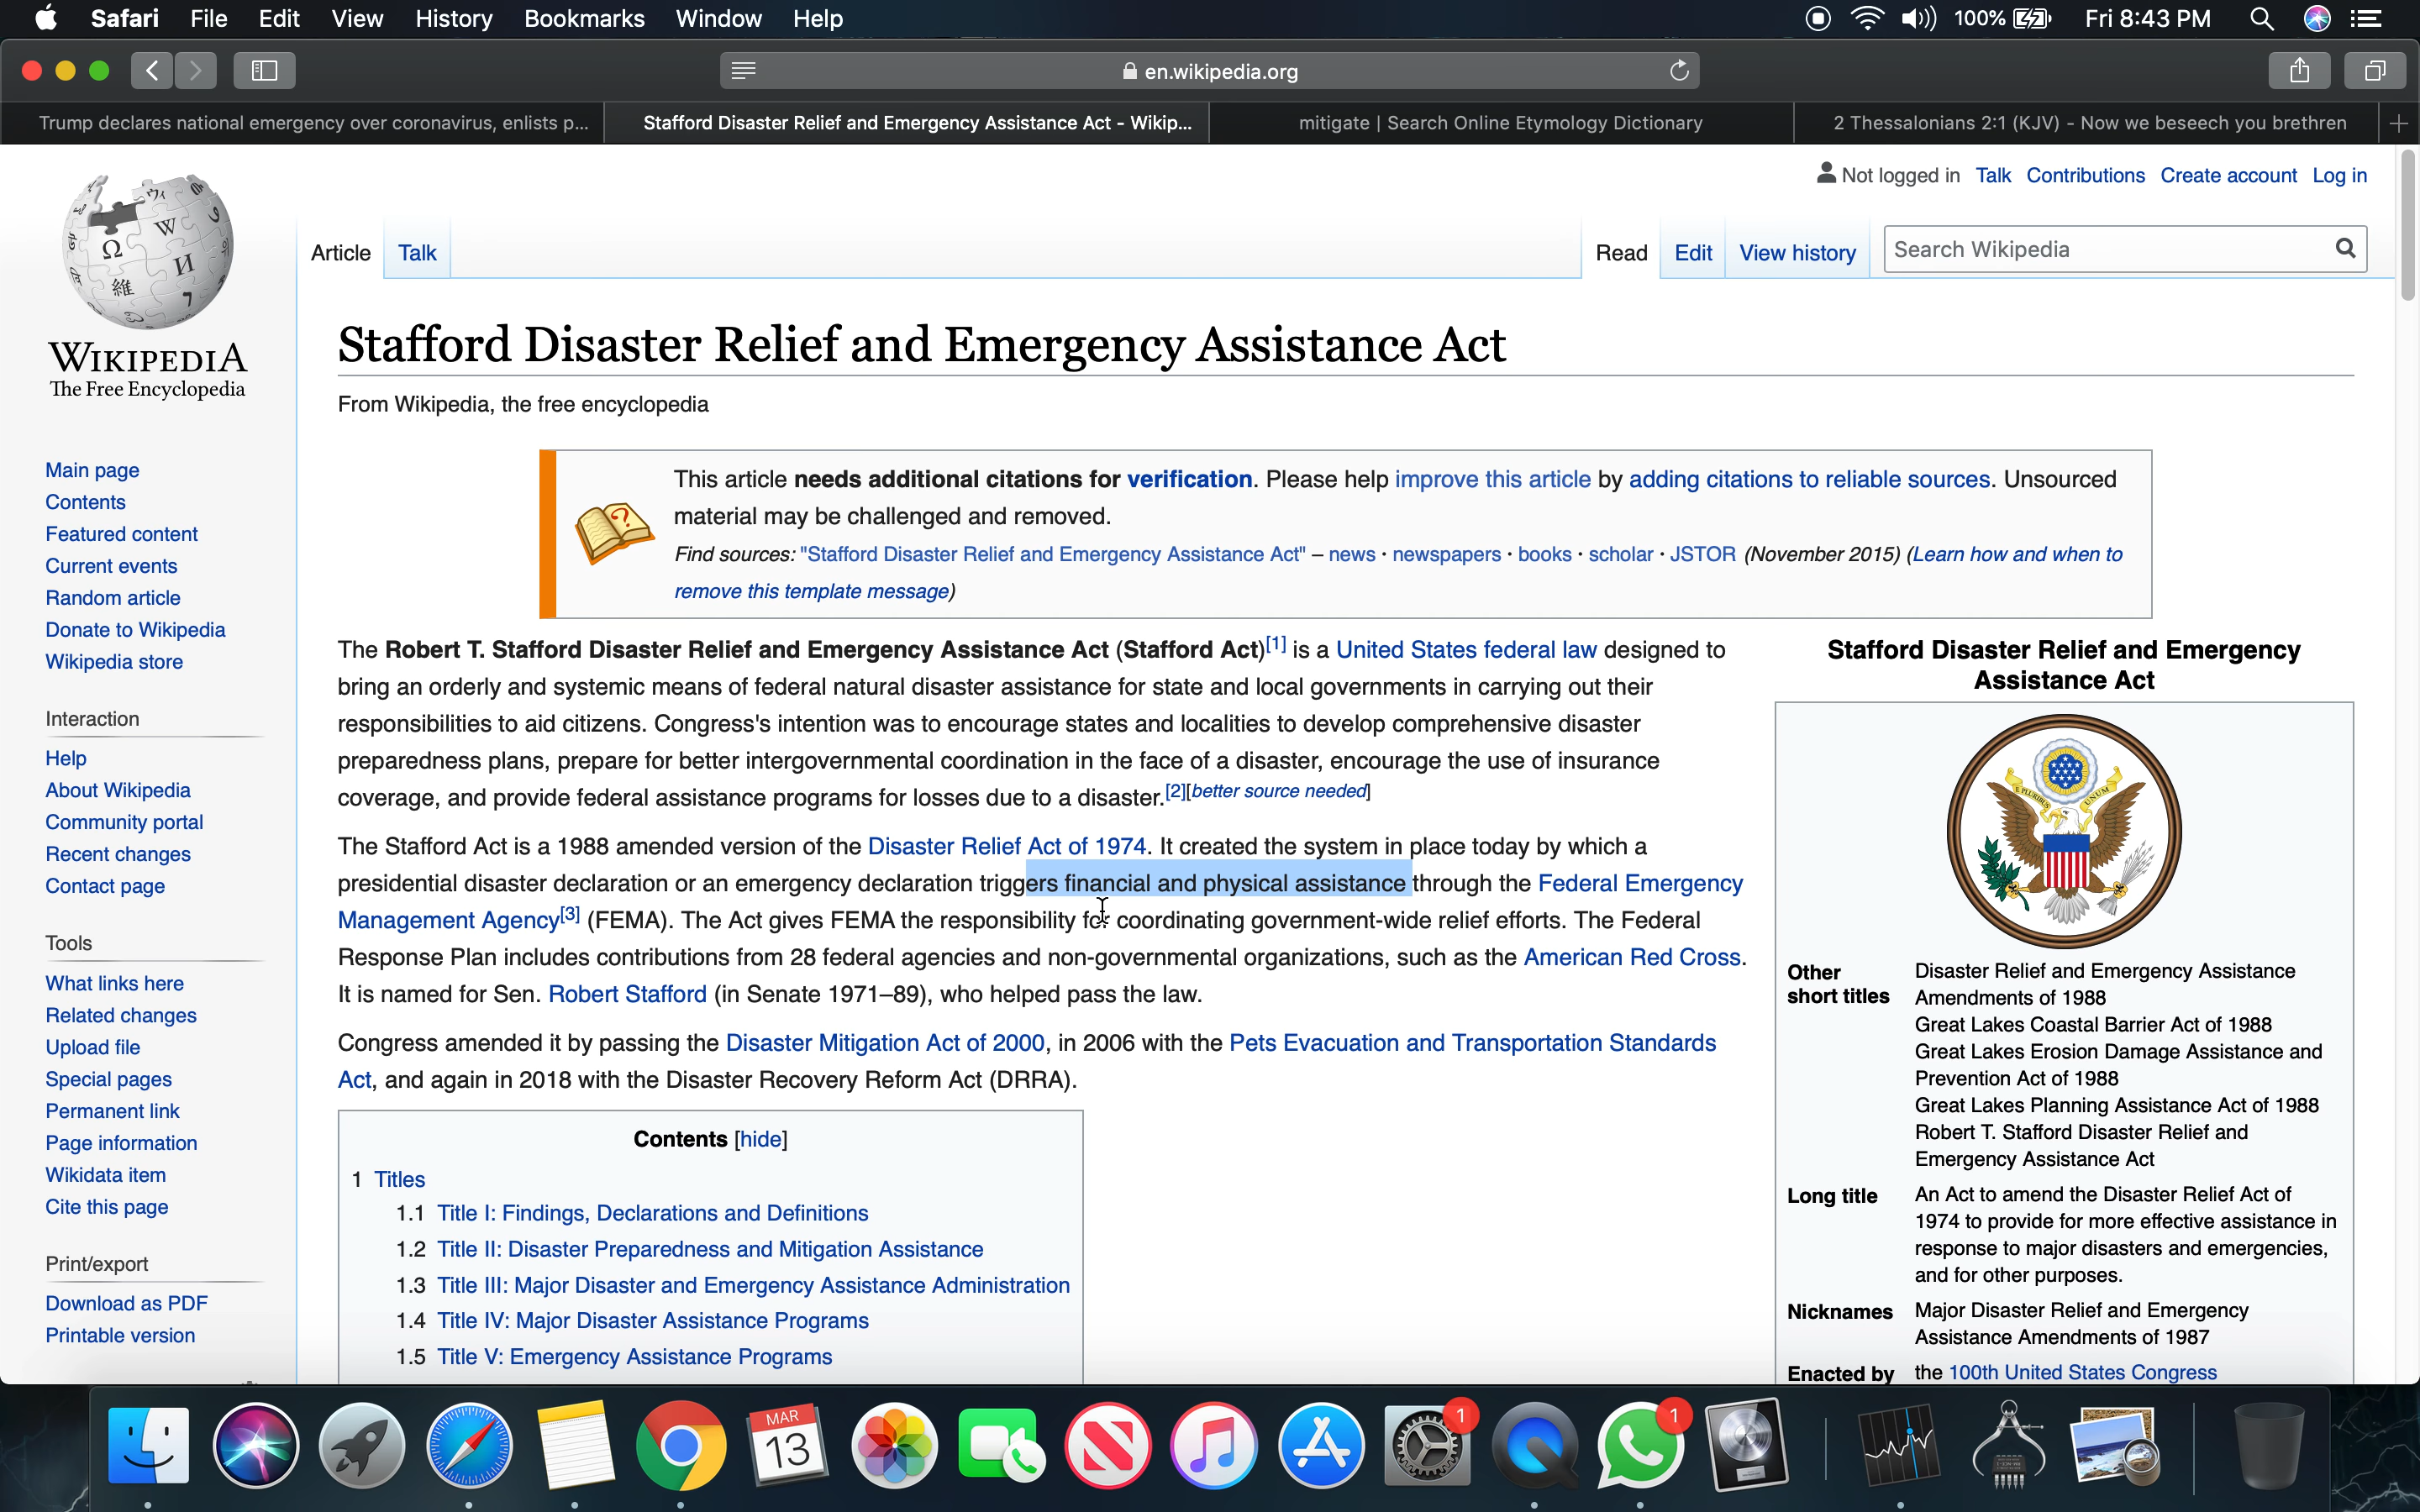 Safari File Edit View History Bookmarks Window Help 100% Fri 8:43 PM
en.wikipedia.org
Trump declares national emergency over coronavirus, enlists p...
Stafford Disaster Relief and Emergency Assistance Act - Wikip...
mitigate | Search Online Etymology Dictionary
2 Thessalonians 2:1 (KJV) - Now we beseech you brethren
Not logged in Talk Contributions Create account Log in
Article Talk Read Edit View history Search Wikipedia
WIKIPEDIA
The Free Encyclopedia
Main page
Contents
Featured content
Current events
Random article
Donate to Wikipedia
Wikipedia store
Interaction
Help
About Wikipedia
Community portal
Recent changes
Contact page
Tools
What links here
Related changes
Upload file
Special pages
Permanent link
Page information
Wikidata item
Cite this page
Print/export
Download as PDF
Printable version
Stafford Disaster Relief and Emergency Assistance Act
From Wikipedia, the free encyclopedia
This article needs additional citations for verification. Please help improve this article by adding citations to reliable sources. Unsourced
material may be challenged and removed.
Find sources: "Stafford Disaster Relief and Emergency Assistance Act" – news · newspapers · books · scholar · JSTOR (November 2015) (Learn how and when to
remove this template message)
The Robert T. Stafford Disaster Relief and Emergency Assistance Act (Stafford Act)[1] is a United States federal law designed to
bring an orderly and systemic means of federal natural disaster assistance for state and local governments in carrying out their
responsibilities to aid citizens. Congress's intention was to encourage states and localities to develop comprehensive disaster
preparedness plans, prepare for better intergovernmental coordination in the face of a disaster, encourage the use of insurance
coverage, and provide federal assistance programs for losses due to a disaster.[2][better source needed]
The Stafford Act is a 1988 amended version of the Disaster Relief Act of 1974. It created the system in place today by which a
presidential disaster declaration or an emergency declaration triggers financial and physical assistance through the Federal Emergency
Management Agency[3] (FEMA). The Act gives FEMA the responsibility for coordinating government-wide relief efforts. The Federal
Response Plan includes contributions from 28 federal agencies and non-governmental organizations, such as the American Red Cross.
It is named for Sen. Robert Stafford (in Senate 1971–89), who helped pass the law.
Congress amended it by passing the Disaster Mitigation Act of 2000, in 2006 with the Pets Evacuation and Transportation Standards
Act, and again in 2018 with the Disaster Recovery Reform Act (DRRA).
Contents [hide]
1 Titles
1.1 Title I: Findings, Declarations and Definitions
1.2 Title II: Disaster Preparedness and Mitigation Assistance
1.3 Title III: Major Disaster and Emergency Assistance Administration
1.4 Title IV: Major Disaster Assistance Programs
1.5 Title V: Emergency Assistance Programs
Stafford Disaster Relief and Emergency
Assistance Act
E PLURIBUS UNUM
Other Disaster Relief and Emergency Assistance
short titles Amendments of 1988
Great Lakes Coastal Barrier Act of 1988
Great Lakes Erosion Damage Assistance and
Prevention Act of 1988
Great Lakes Planning Assistance Act of 1988
Robert T. Stafford Disaster Relief and
Emergency Assistance Act
Long title An Act to amend the Disaster Relief Act of
1974 to provide for more effective assistance in
response to major disasters and emergencies,
and for other purposes.
Nicknames Major Disaster Relief and Emergency
Assistance Amendments of 1987
Enacted by the 100th United States Congress
MAR
13
1
1